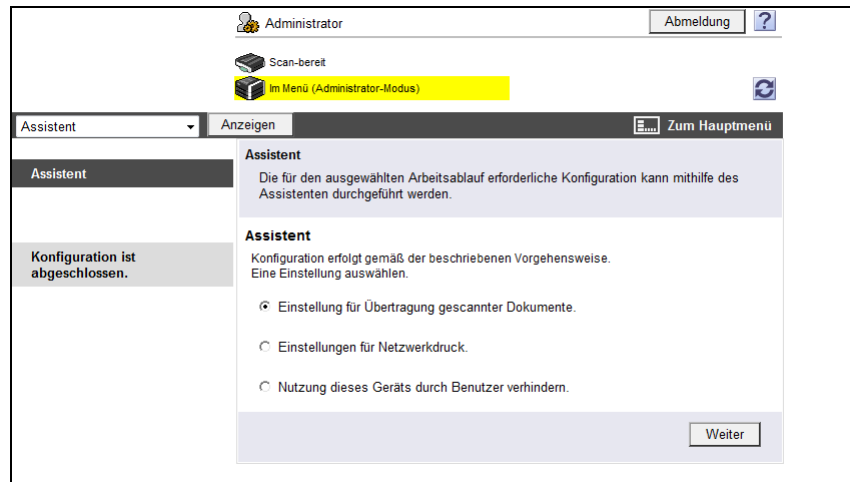 Administrator
Abmeldung
?
Scan-bereit
Im Menü (Administrator-Modus)
Assistent
Anzeigen
Zum Hauptmenü
Assistent
Konfiguration ist
abgeschlossen.
Assistent
Die für den ausgewählten Arbeitsablauf erforderliche Konfiguration kann mithilfe des
Assistenten durchgeführt werden.
Assistent
Konfiguration erfolgt gemäß der beschriebenen Vorgehensweise.
Eine Einstellung auswählen.
Einstellung für Übertragung gescannter Dokumente.
Einstellungen für Netzwerkdruck.
Nutzung dieses Geräts durch Benutzer verhindern.
Weiter